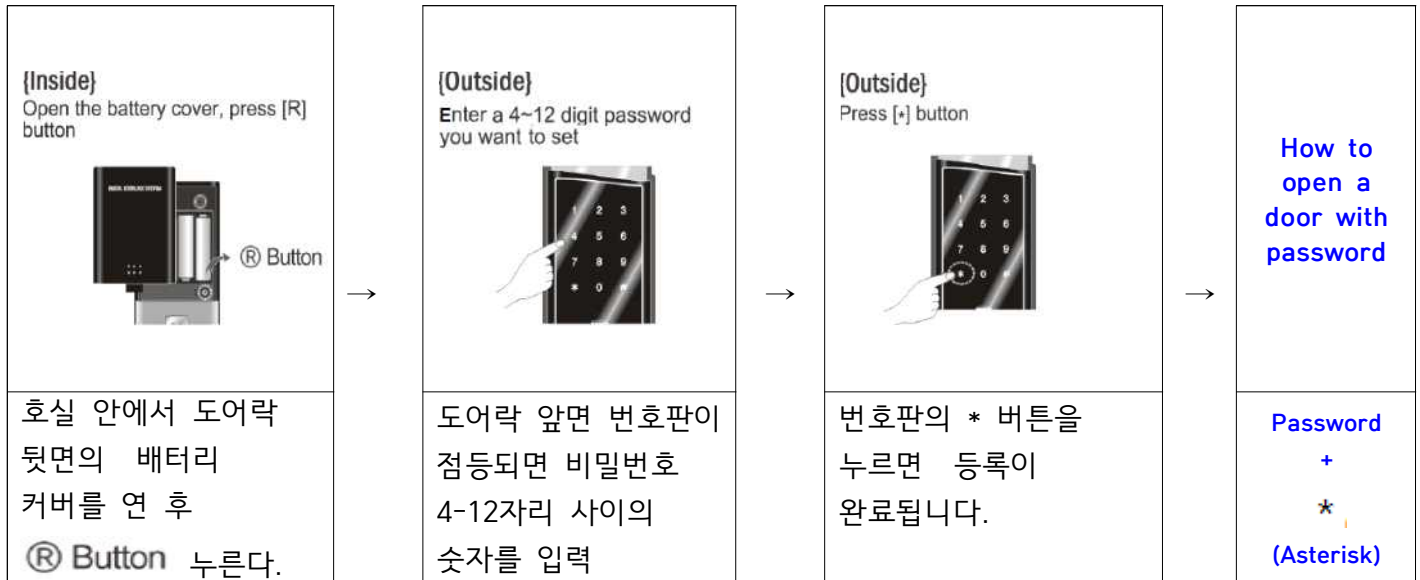 {Inside}
Open the battery cover, press [R]
button
Ⓡ Button
호실 안에서 도어락
뒷면의 배터리
커버를 연 후
Ⓡ Button 누른다.
→
{Outside}
Enter a 4~12 digit password
you want to set
1 2 3
4 5 6
7 8 9
* 0 #
도어락 앞면 번호판이
점등되면 비밀번호
4-12자리 사이의
숫자를 입력
→
[Outside]
Press [*] button
1 2 3
4 5 6
7 8 9
* 0 #
번호판의 * 버튼을
누르면 등록이
완료됩니다.
→
How to
open a
door with
password
Password
+
*
(Asterisk)